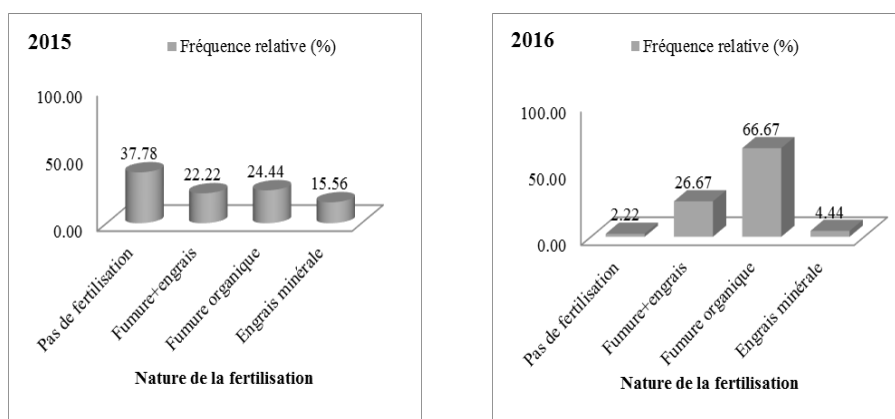 2015
Fréquence relative (%)
100.00
50.00
0.00
37.78
22.22
24.44
15.56
Pas de fertilisation
Fumure+engrais
Fumure organique
Engrais minérale
Nature de la fertilisation
2016
Fréquence relative (%)
100.00
50.00
0.00
2.22
26.67
66.67
4.44
Pas de fertilisation
Fumure+engrais
Fumure organique
Engrais minérale
Nature de la fertilisation